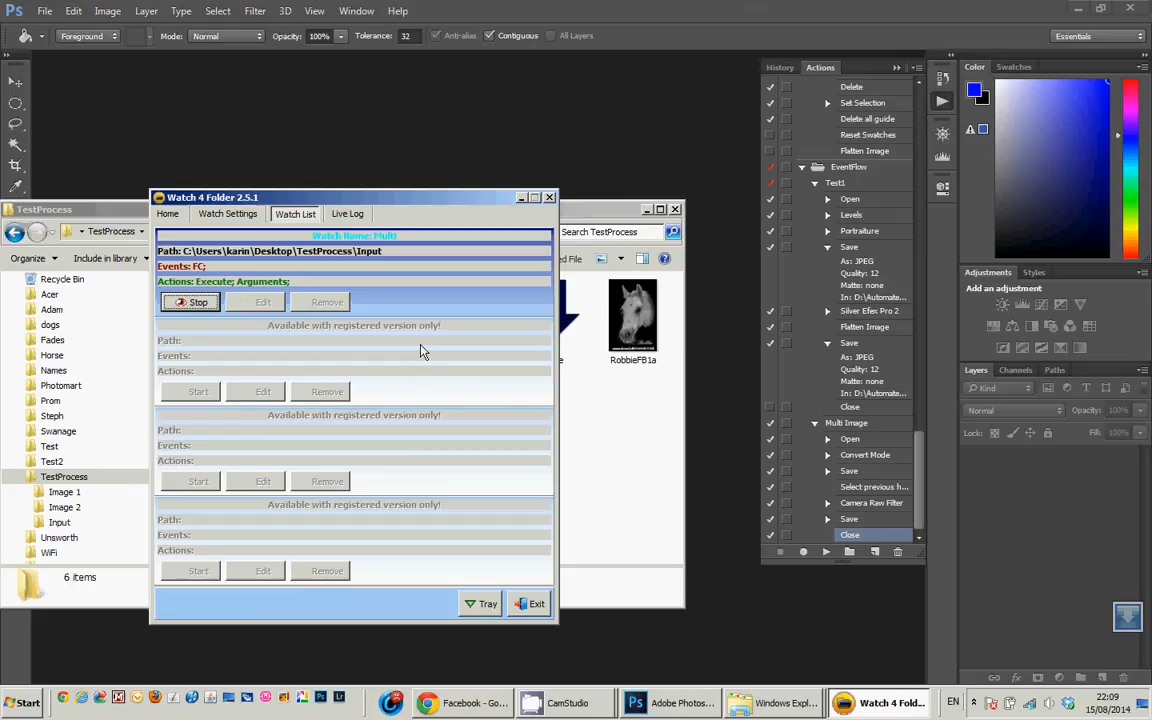 Ps File Edit Image Layer Type Select Filter 3D View Window Help
Foreground Mode: Normal Opacity: 100% Tolerance: 32 Anti-alias Contiguous All Layers Essentials
History Actions
Delete
Set Selection
Delete all guide
Reset Swatches
Flatten Image
EventFlow
Test1
Open
Levels
Portraiture
Save
As: JPEG
Quality: 12
In: D:\Automate...
Silver Efex Pro 2
Flatten Image
Save
As: JPEG
Quality: 12
Matte: none
In: D:\Automate...
Close
Multi Image
Open
Convert Mode
Save
Select previous h...
Camera Raw Filter
Save
Close
Color Swatches
Adjustments Styles
Add an adjustment
Layers Channels Paths
Kind
Normal Opacity:
Lock: Fill: 100%
TestProcess
TestProcess
Search TestProcess
Organize Include in library
Recycle Bin
Acer
Adam
dogs
Fades
Horse
Names
Photomart
Prom
Steph
Swanage
Test
Test2
TestProcess
Image 1
Image 2
Input
Unsworth
WiFi
6 items
RobbieFB1a
Watch 4 Folder 2.5.1
Home Watch Settings Watch List Live Log
Watch Name: Multi
Path: C:\Users\karin\Desktop\TestProcess\Input
Events: FC;
Actions: Execute; Arguments;
Stop Edit Remove
Available with registered version only!
Path:
Events:
Actions:
Start Edit Remove
Available with registered version only!
Path:
Events:
Actions:
Start Edit Remove
Available with registered version only!
Path:
Events:
Actions:
Start Edit Remove
Tray Exit
Start Facebook - Go... CamStudio Adobe Photos... Windows Expl... Watch 4 Fold... EN 22:09
15/08/2014